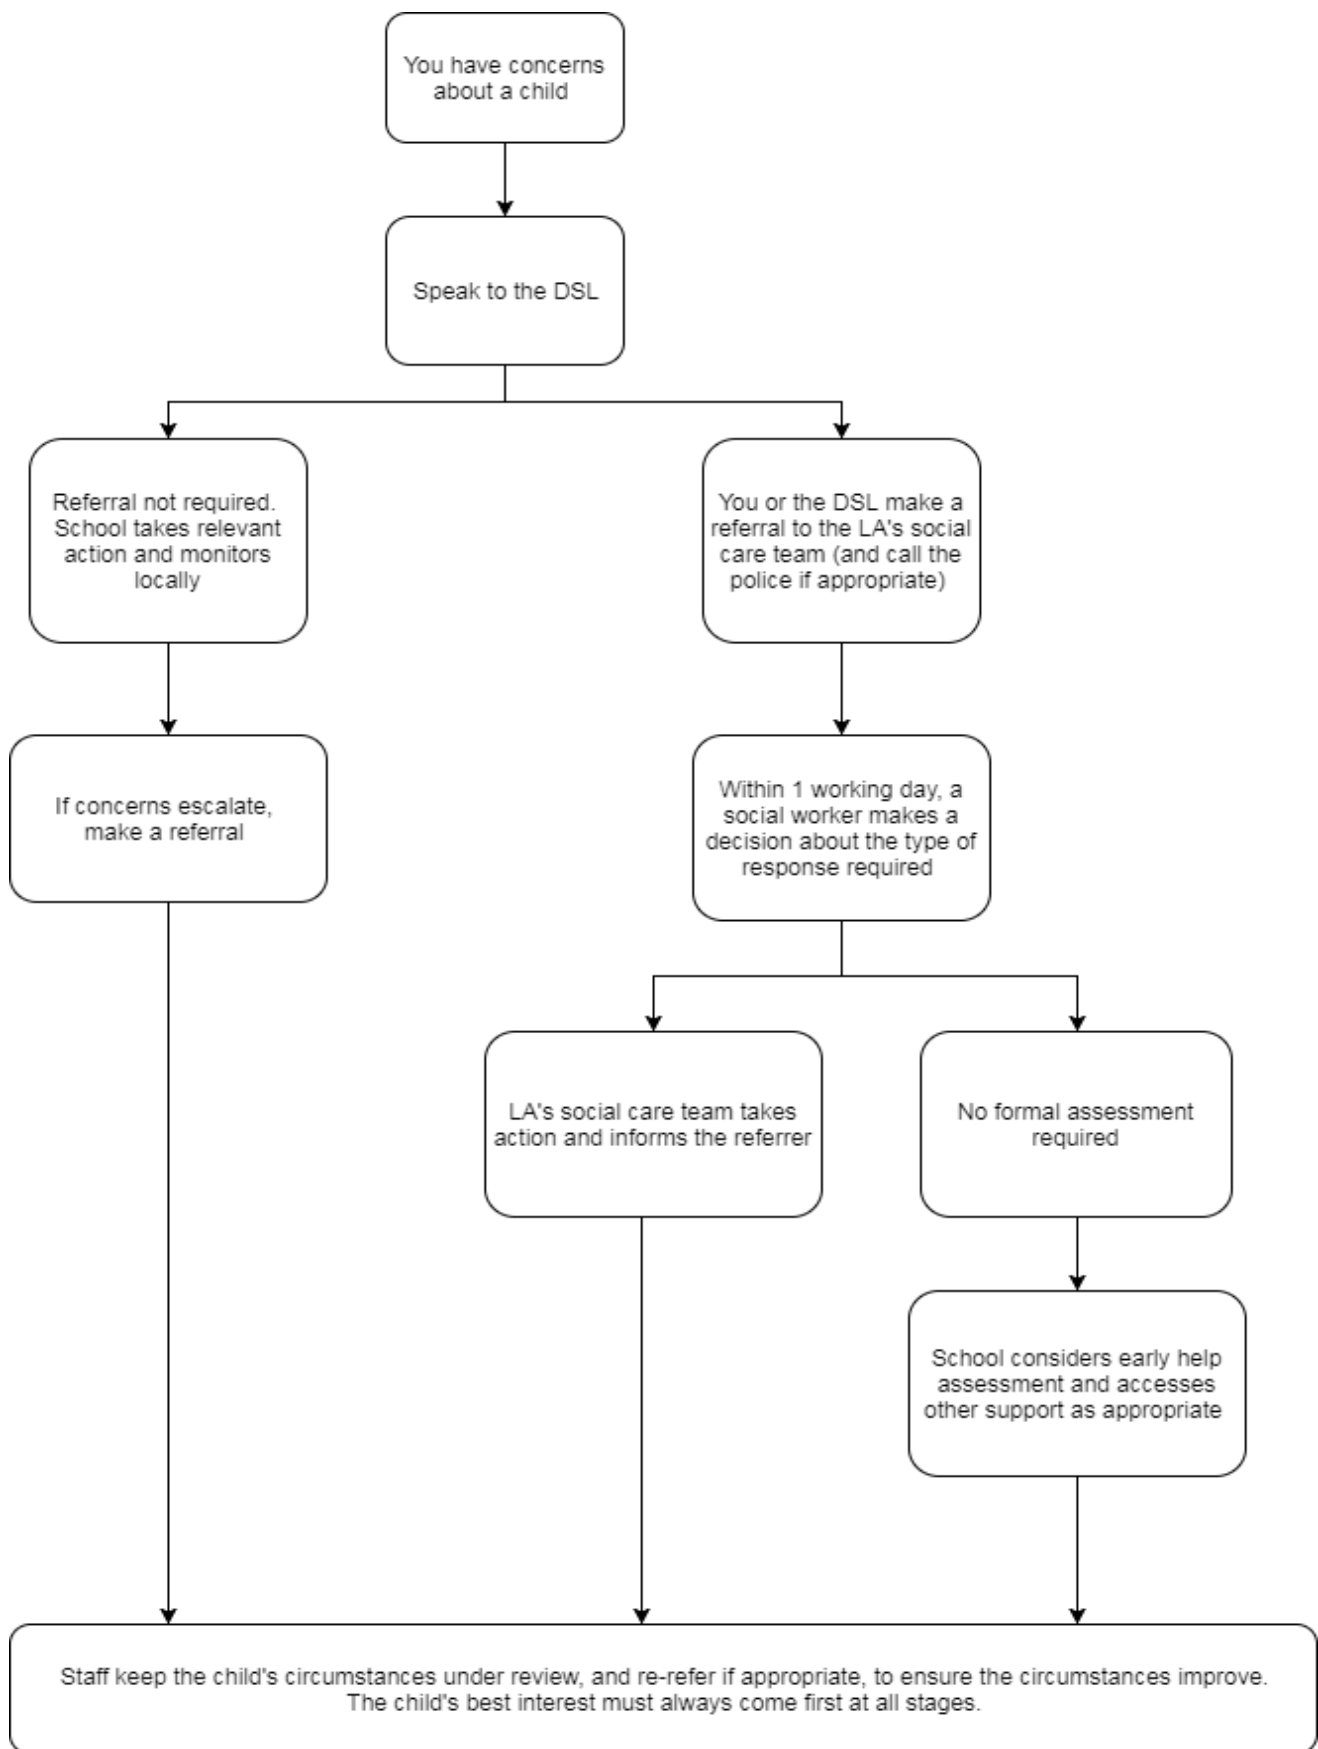 You have concerns
about a child
Speak to the DSL
Referral not required.
School takes relevant
action and monitors
locally
You or the DSL make a
referral to the LA's social
care team (and call the
police if appropriate)
If concerns escalate,
make a referral
Within 1 working day, a
social worker makes a
decision about the type of
response required
LA's social care team takes
action and informs the referrer
No formal assessment
required
School considers early help
assessment and accesses
other support as appropriate
Staff keep the child's circumstances under review, and re-refer if appropriate, to ensure the circumstances improve.
The child's best interest must always come first at all stages.